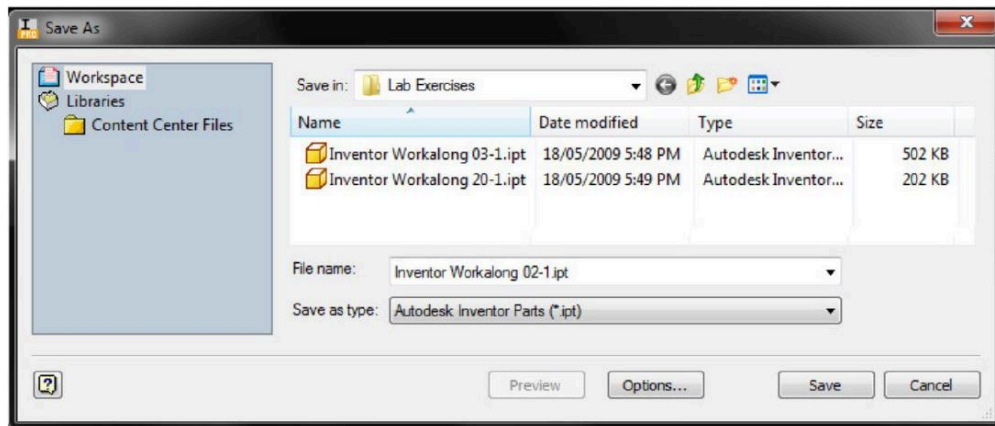 I PRO Save As
Workspace
Libraries
Content Center Files
Save in: Lab Exercises
Name Date modified Type Size
Inventor Workalong 03-1.ipt 18/05/2009 5:48 PM Autodesk Inventor... 502 KB
Inventor Workalong 20-1.ipt 18/05/2009 5:49 PM Autodesk Inventor... 202 KB
File name: Inventor Workalong 02-1.ipt
Save as type: Autodesk Inventor Parts (*.ipt)
? Preview Options... Save Cancel